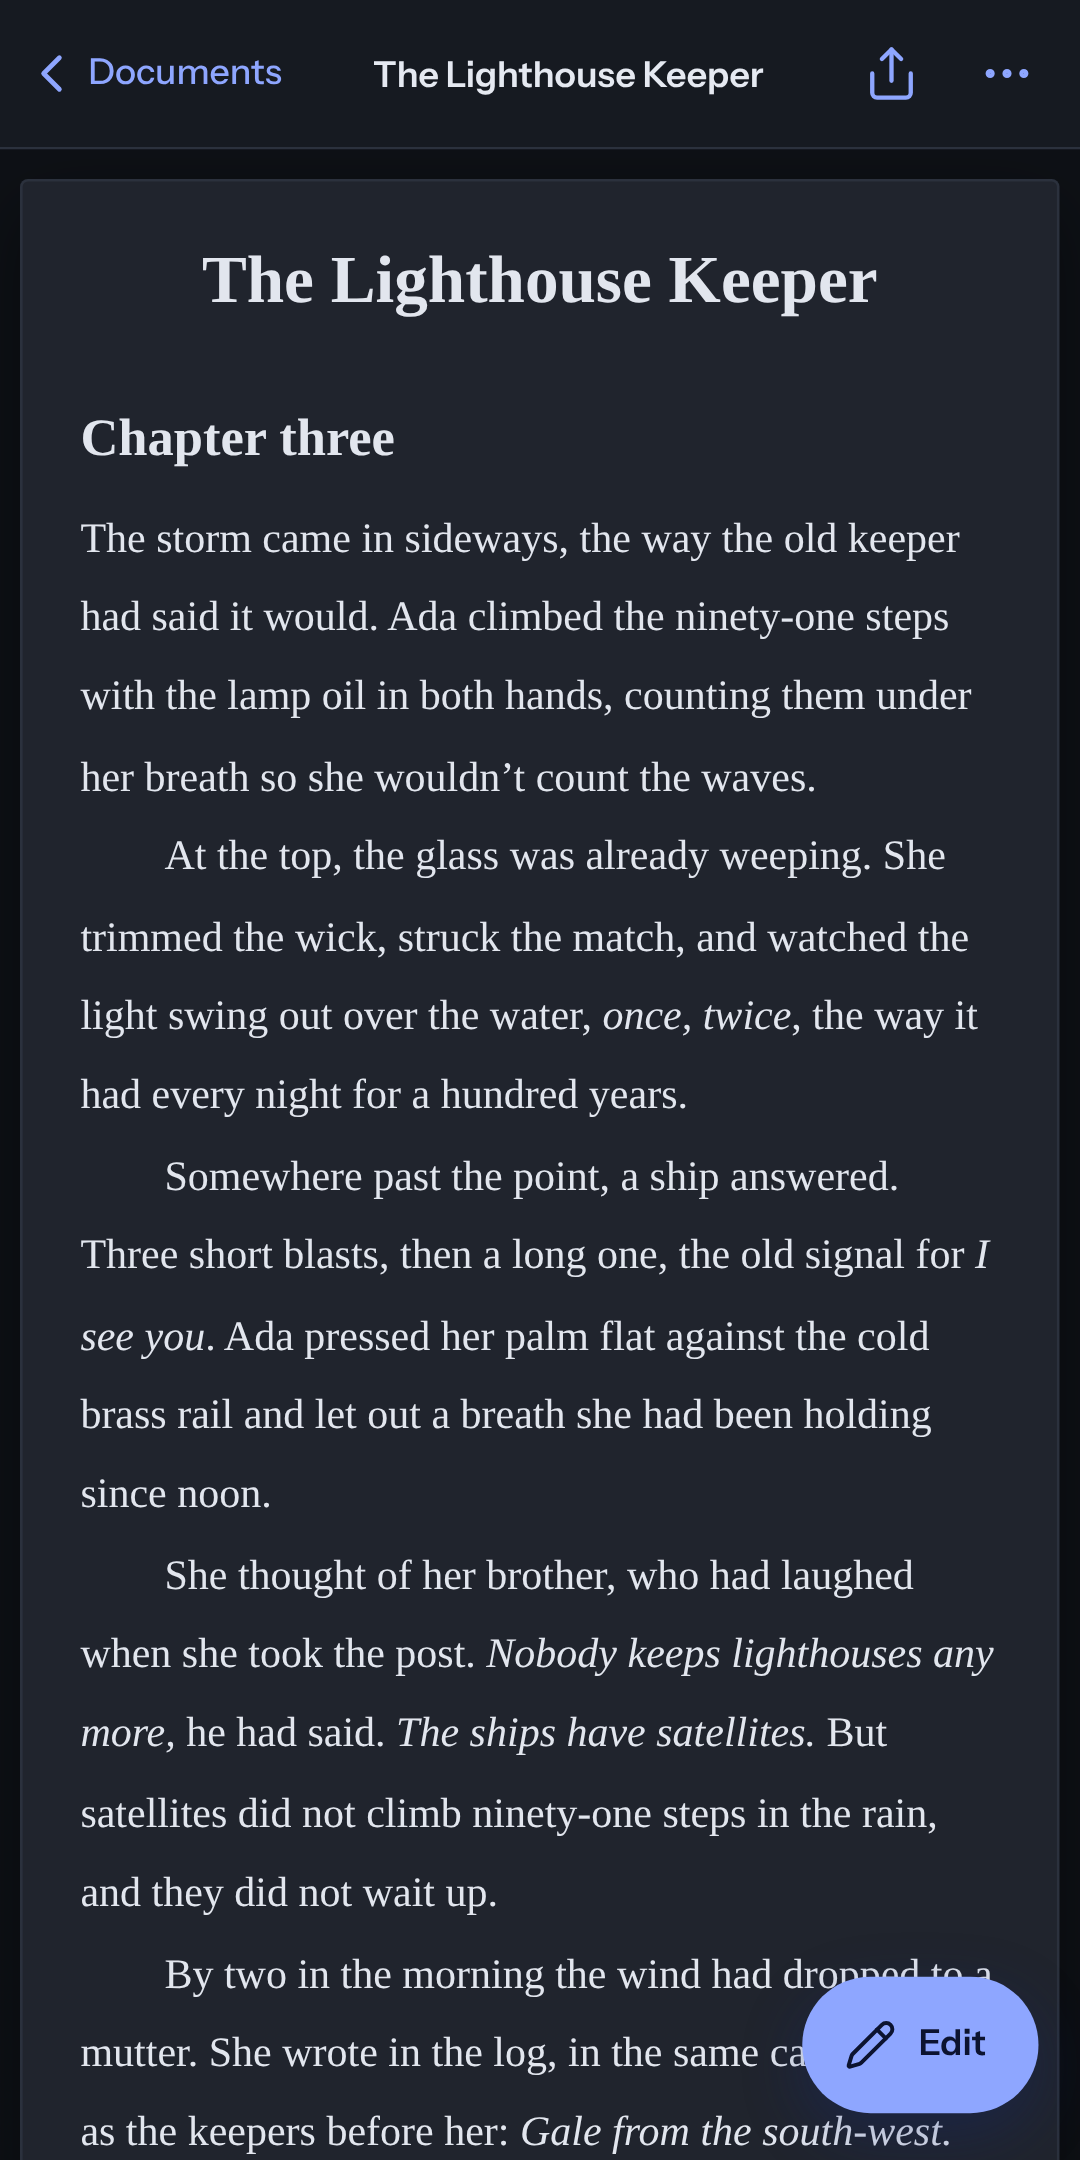 Documents
The Lighthouse Keeper
The Lighthouse Keeper
Chapter three
The storm came in sideways, the way the old keeper
had said it would. Ada climbed the ninety-one steps
with the lamp oil in both hands, counting them under
her breath so she wouldn’t count the waves.
At the top, the glass was already weeping. She
trimmed the wick, struck the match, and watched the
light swing out over the water, once, twice, the way it
had every night for a hundred years.
Somewhere past the point, a ship answered.
Three short blasts, then a long one, the old signal for I
see you. Ada pressed her palm flat against the cold
brass rail and let out a breath she had been holding
since noon.
She thought of her brother, who had laughed
when she took the post. Nobody keeps lighthouses any
more, he had said. The ships have satellites. But
satellites did not climb ninety-one steps in the rain,
and they did not wait up.
By two in the morning the wind had dropped to a
mutter. She wrote in the log, in the same
as the keepers before her: Gale from the south-west.
Edit